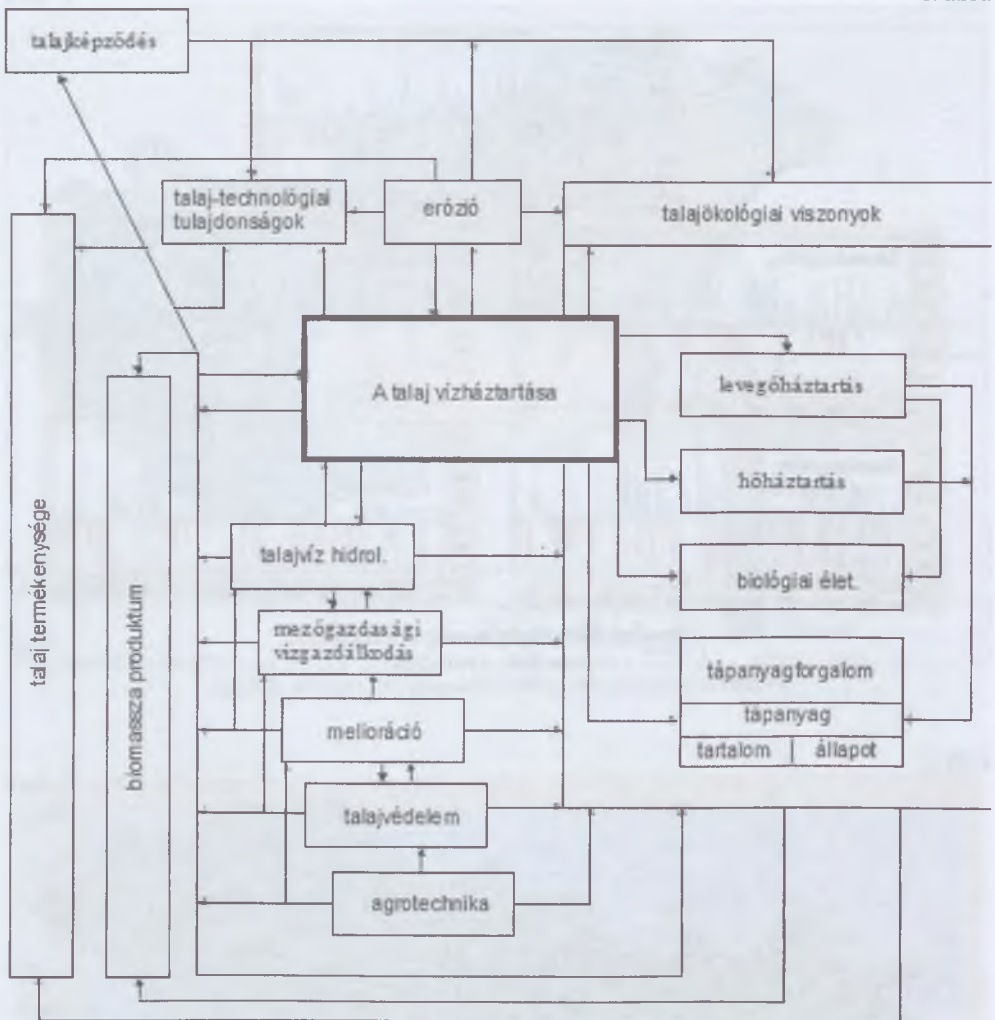 talajképződés
talaj-technológiai
tulajdonságok
erózió
talajökológiai viszonyok
A talaj vízháztartása
levegőháztartás
hőháztartás
biológiai élet.
talaj termékenysége
biomassza produktum
talajvíz hidrol.
mezőgazdasági
vízgazdálkodás
tápanyagforgalom
tápanyag
tartalom | állapot
melioráció
talajvédelem
agrotechnika